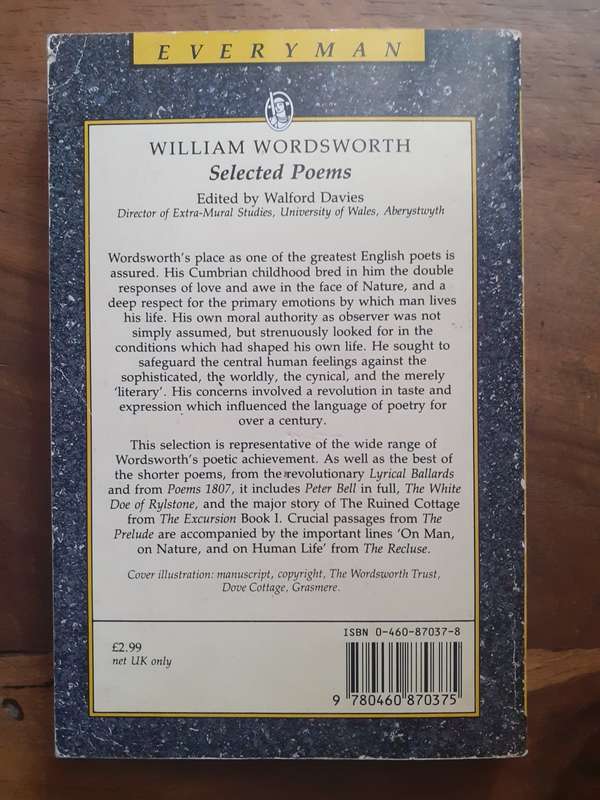 EVERYMAN
WILLIAM WORDSWORTH
Selected Poems
Edited by Walford Davies
Director of Extra-Mural Studies, University of Wales, Aberystwyth
Wordsworth's place as one of the greatest English poets is
assured. His Cumbrian childhood bred in him the double
responses of love and awe in the face of Nature, and a
deep respect for the primary emotions by which man lives
his life. His own moral authority as observer was not
simply assumed, but strenuously looked for in the
conditions which had shaped his own life. He sought to
safeguard the central human feelings against the
sophisticated, the worldly, the cynical, and the merely
'literary'. His concerns involved a revolution in taste and
expression which influenced the language of poetry for
over a century.
This selection is representative of the wide range of
Wordsworth's poetic achievement. As well as the best of
the shorter poems, from the revolutionary Lyrical Ballards
and from Poems 1807, it includes Peter Bell in full, The White
Doe of Rylstone, and the major story of The Ruined Cottage
from The Excursion Book I. Crucial passages from The
Prelude are accompanied by the important lines 'On Man,
on Nature, and on Human Life' from The Recluse.
Cover illustration: manuscript, copyright, The Wordsworth Trust,
Dove Cottage, Grasmere.
£2.99
net UK only
ISBN 0-460-87037-8
9 780460 870375